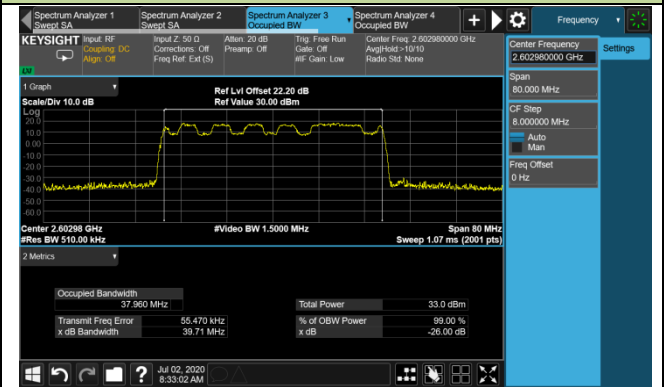 Spectrum Analyzer 1
Swept SA
Spectrum Analyzer 2
Swept SA
Spectrum Analyzer 3
Occupied BW
Spectrum Analyzer 4
Occupied BW
Frequency
KEYSIGHT
Input: RF
Coupling: DC
Align: Off
Input Z: 50 Ω
Corrections: Off
Freq Ref: Ext (S)
Atten: 20 dB
Preamp: Off
Trig: Free Run
Gate: Off
#IF Gain: Low
Center Freq: 2.602980000 GHz
Avg|Hold:>10/10
Radio Std: None
Center Frequency
2.602980000 GHz
Settings
Span
80.000 MHz
CF Step
8.000000 MHz
Auto
Man
Freq Offset
0 Hz
1 Graph
Scale/Div 10.0 dB
Ref Lvl Offset 22.20 dB
Ref Value 30.00 dBm
Log
20.0
10.0
0.00
-10.0
-20.0
-30.0
-40.0
-50.0
-60.0
Center 2.60298 GHz
#Res BW 510.00 kHz
#Video BW 1.5000 MHz
Span 80 MHz
Sweep 1.07 ms (2001 pts)
2 Metrics
Occupied Bandwidth
37.960 MHz
Total Power 33.0 dBm
Transmit Freq Error 55.470 kHz
% of OBW Power 99.00 %
x dB Bandwidth 39.71 MHz
x dB -26.00 dB
Jul 02, 2020
8:33:02 AM